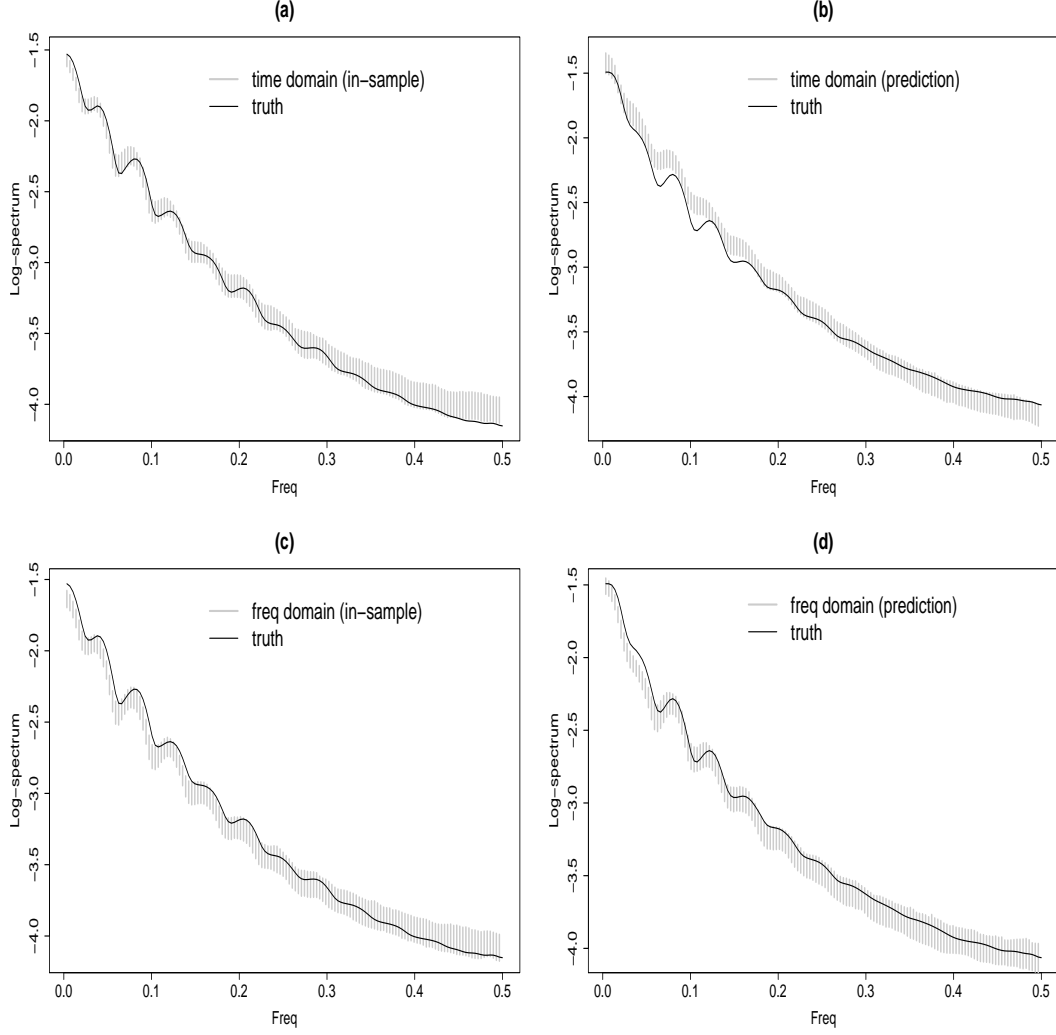 (a)
time domain (in−sample)
truth
Log−spectrum
−1.5
−2.0
−2.5
−3.0
−3.5
−4.0
0.0 0.1 0.2 0.3 0.4 0.5
Freq
(b)
time domain (prediction)
truth
Log−spectrum
−1.5
−2.0
−2.5
−3.0
−3.5
−4.0
0.0 0.1 0.2 0.3 0.4 0.5
Freq
(c)
freq domain (in−sample)
truth
Log−spectrum
−1.5
−2.0
−2.5
−3.0
−3.5
−4.0
0.0 0.1 0.2 0.3 0.4 0.5
Freq
(d)
freq domain (prediction)
truth
Log−spectrum
−1.5
−2.0
−2.5
−3.0
−3.5
−4.0
0.0 0.1 0.2 0.3 0.4 0.5
Freq